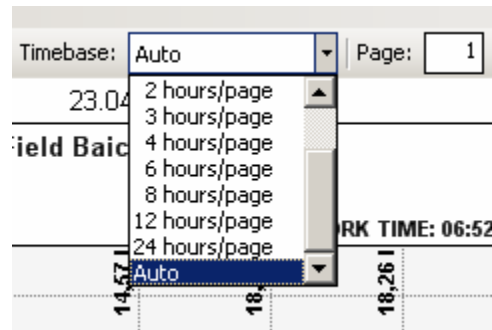 Timebase: Auto Page: 1
23.04
2 hours/page
3 hours/page
4 hours/page
6 hours/page
8 hours/page
12 hours/page
24 hours/page
Auto
ield Baic
RK TIME: 06:52
14,57 l
18,
18,26 l